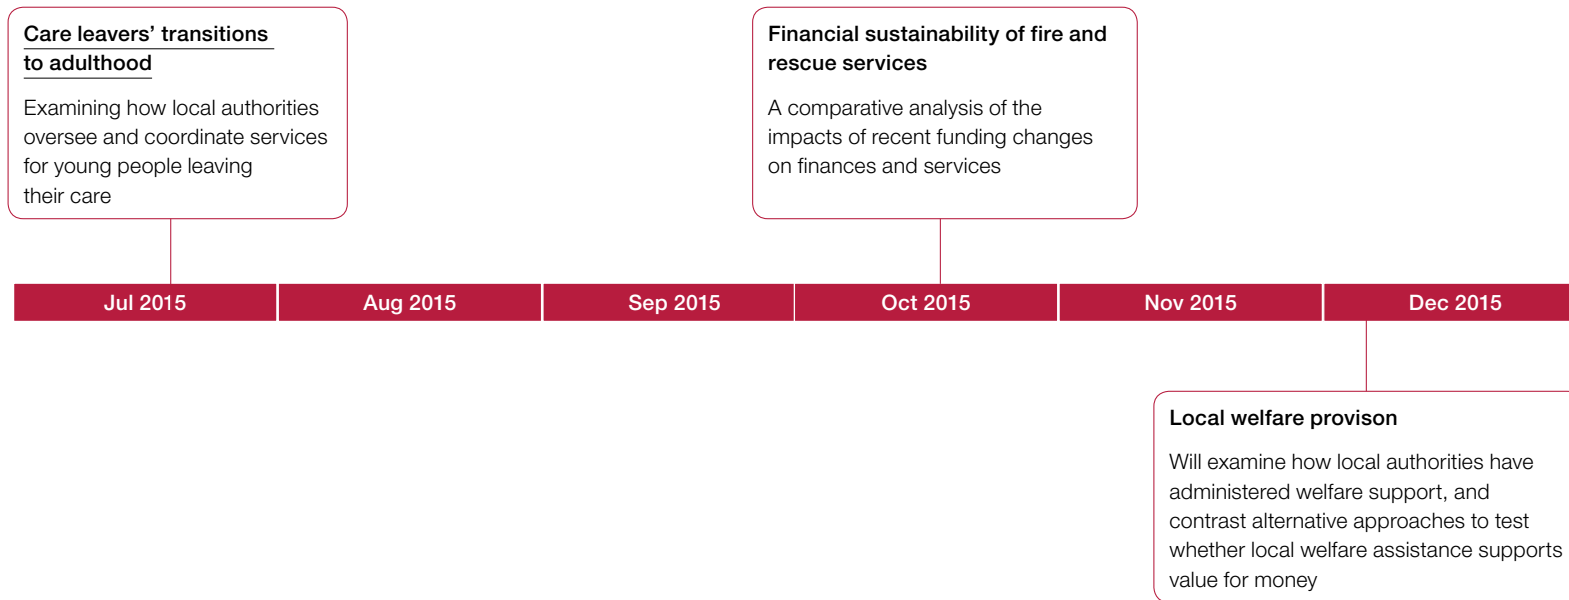 Care leavers’ transitions
to adulthood
Examining how local authorities
oversee and coordinate services
for young people leaving
their care
Financial sustainability of fire and
rescue services
A comparative analysis of the
impacts of recent funding changes
on finances and services
Jul 2015
Aug 2015
Sep 2015
Oct 2015
Nov 2015
Dec 2015
Local welfare provison
Will examine how local authorities have
administered welfare support, and
contrast alternative approaches to test
whether local welfare assistance supports
value for money